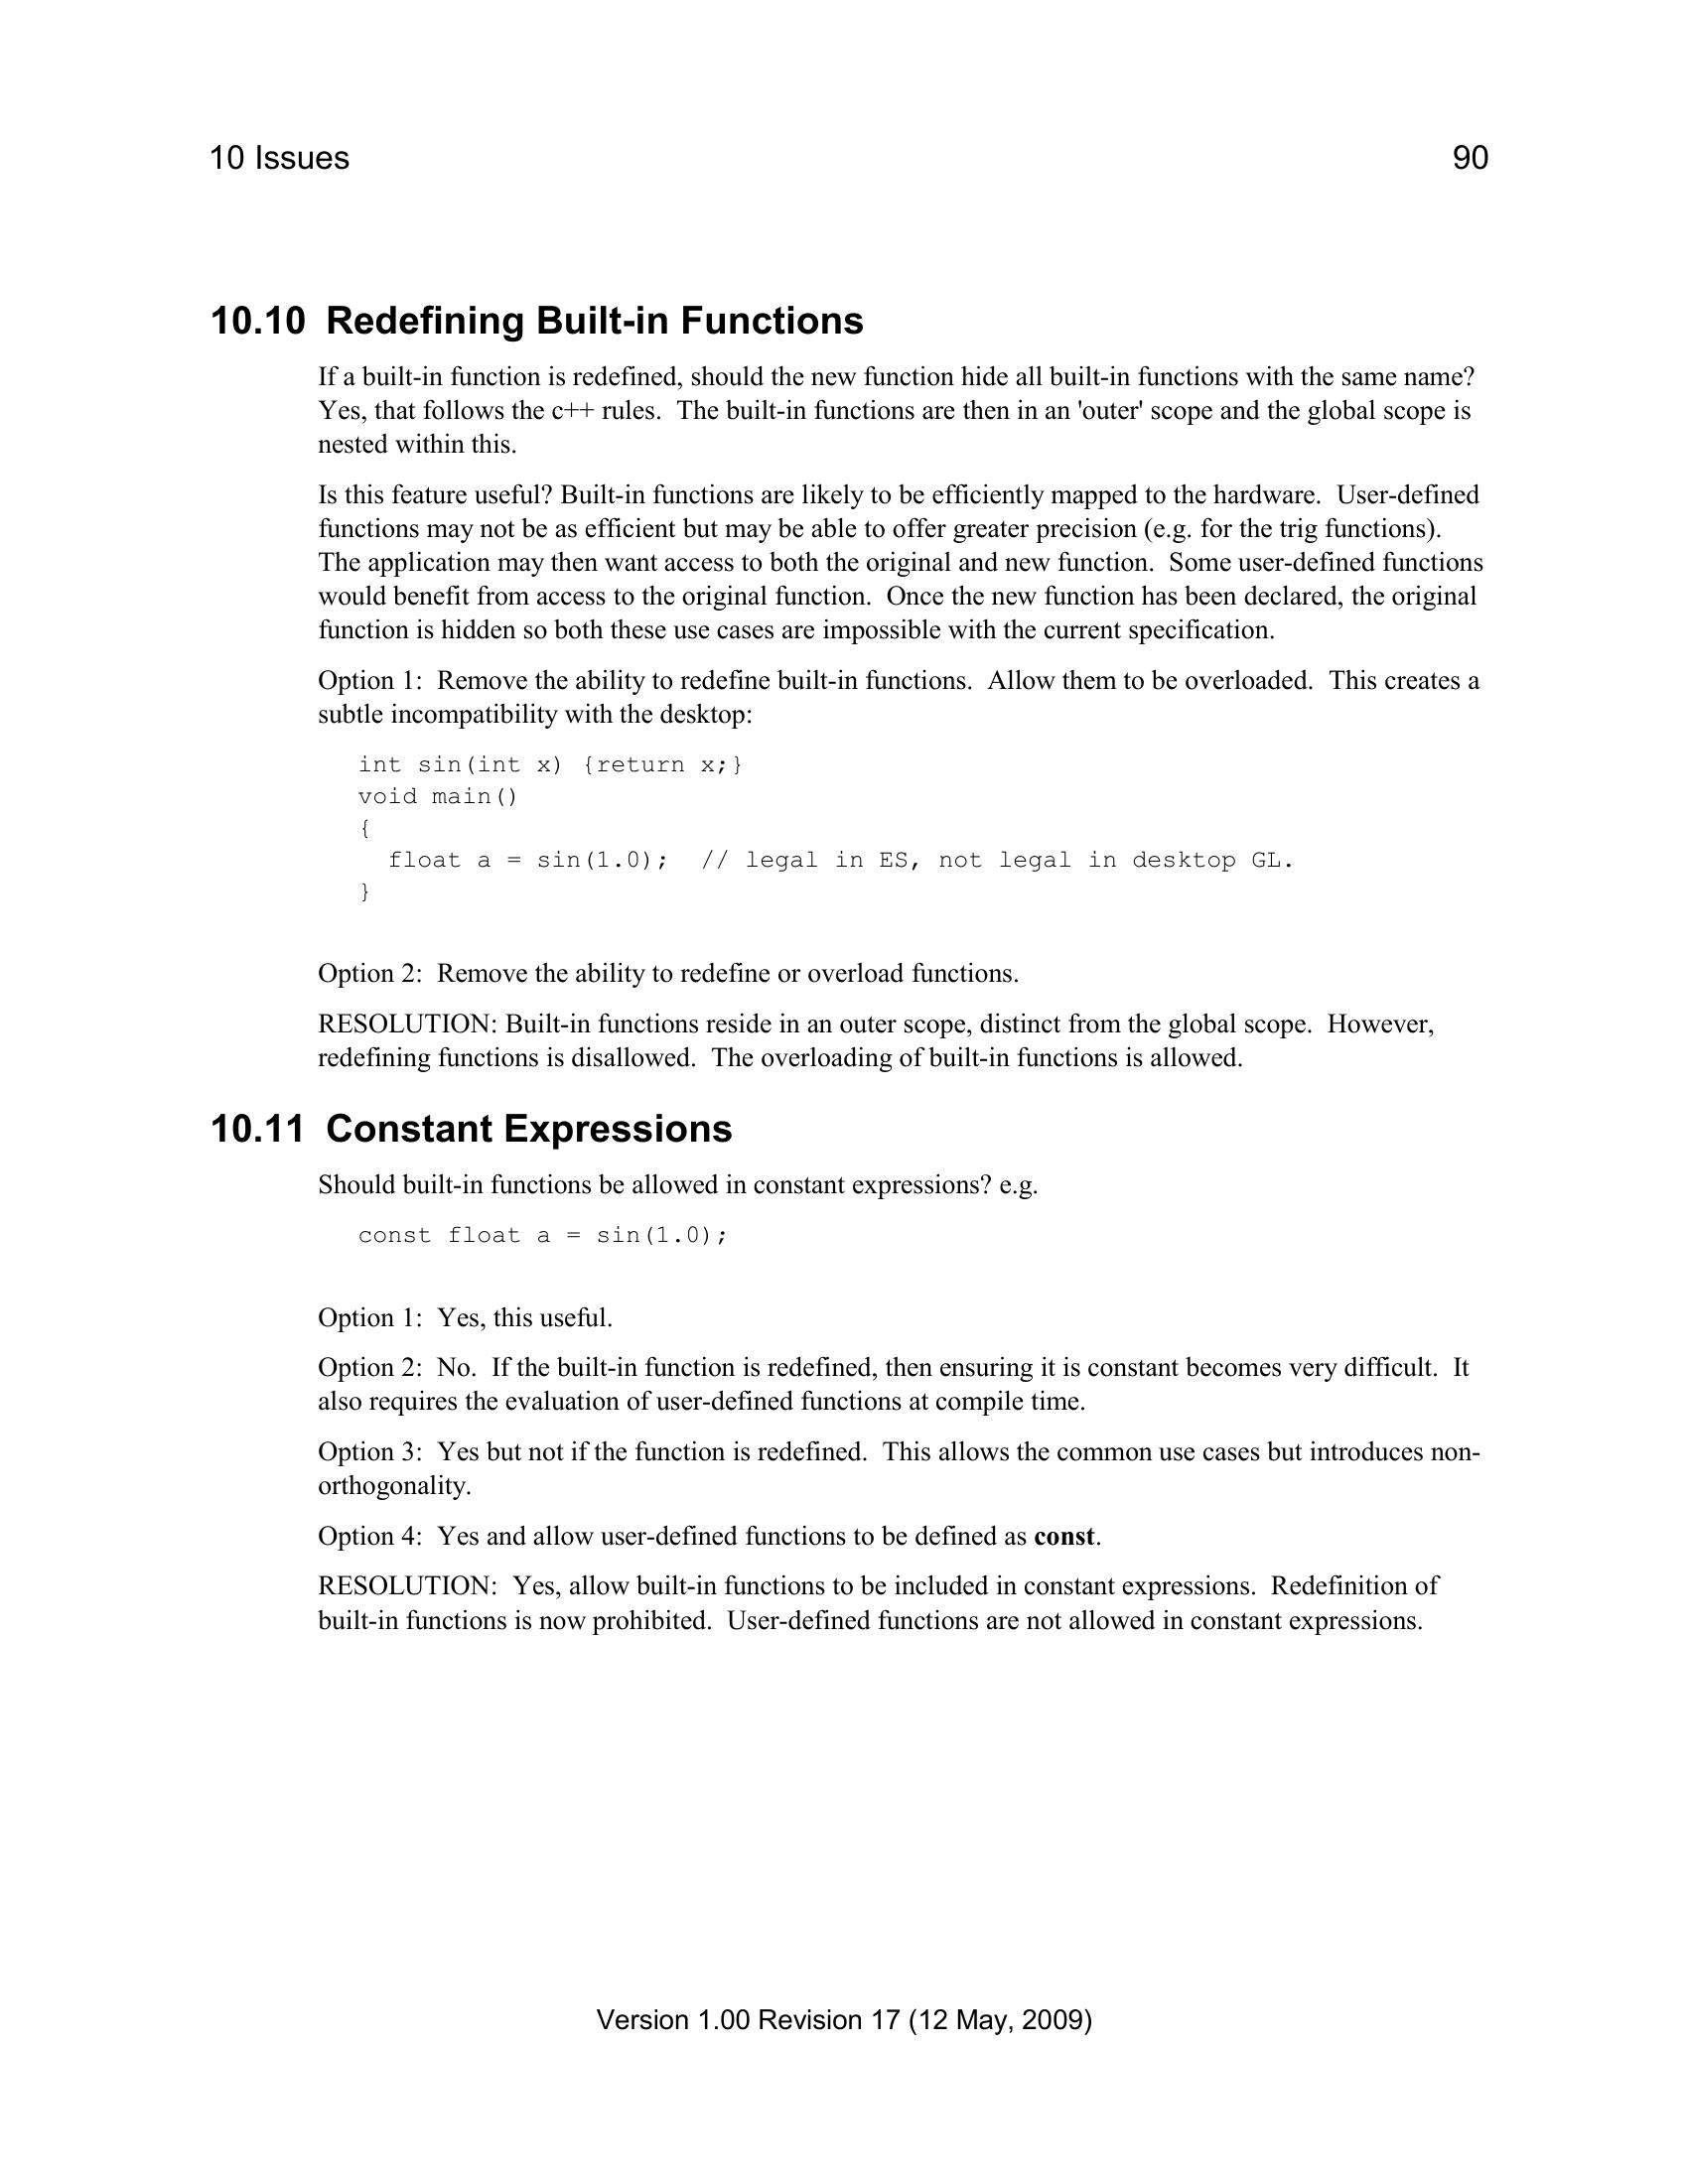 10 Issues 90
10.10 Redefining Built-in Functions
If a built-in function is redefined, should the new function hide all built-in functions with the same name?
Yes, that follows the c++ rules.  The built-in functions are then in an 'outer' scope and the global scope is
nested within this.
Is this feature useful? Built-in functions are likely to be efficiently mapped to the hardware.  User-defined
functions may not be as efficient but may be able to offer greater precision (e.g. for the trig functions).
The application may then want access to both the original and new function.  Some user-defined functions
would benefit from access to the original function.  Once the new function has been declared, the original
function is hidden so both these use cases are impossible with the current specification.
Option 1:  Remove the ability to redefine built-in functions.  Allow them to be overloaded.  This creates a
subtle incompatibility with the desktop:
int sin(int x) {return x;}
void main()
{
  float a = sin(1.0);  // legal in ES, not legal in desktop GL.
}
Option 2:  Remove the ability to redefine or overload functions.
RESOLUTION: Built-in functions reside in an outer scope, distinct from the global scope.  However,
redefining functions is disallowed.  The overloading of built-in functions is allowed.
10.11 Constant Expressions
Should built-in functions be allowed in constant expressions? e.g.
const float a = sin(1.0);
Option 1:  Yes, this useful.
Option 2:  No.  If the built-in function is redefined, then ensuring it is constant becomes very difficult.  It
also requires the evaluation of user-defined functions at compile time.
Option 3:  Yes but not if the function is redefined.  This allows the common use cases but introduces non-
orthogonality.
Option 4:  Yes and allow user-defined functions to be defined as const.
RESOLUTION:  Yes, allow built-in functions to be included in constant expressions.  Redefinition of
built-in functions is now prohibited.  User-defined functions are not allowed in constant expressions.
Version 1.00 Revision 17 (12 May, 2009)